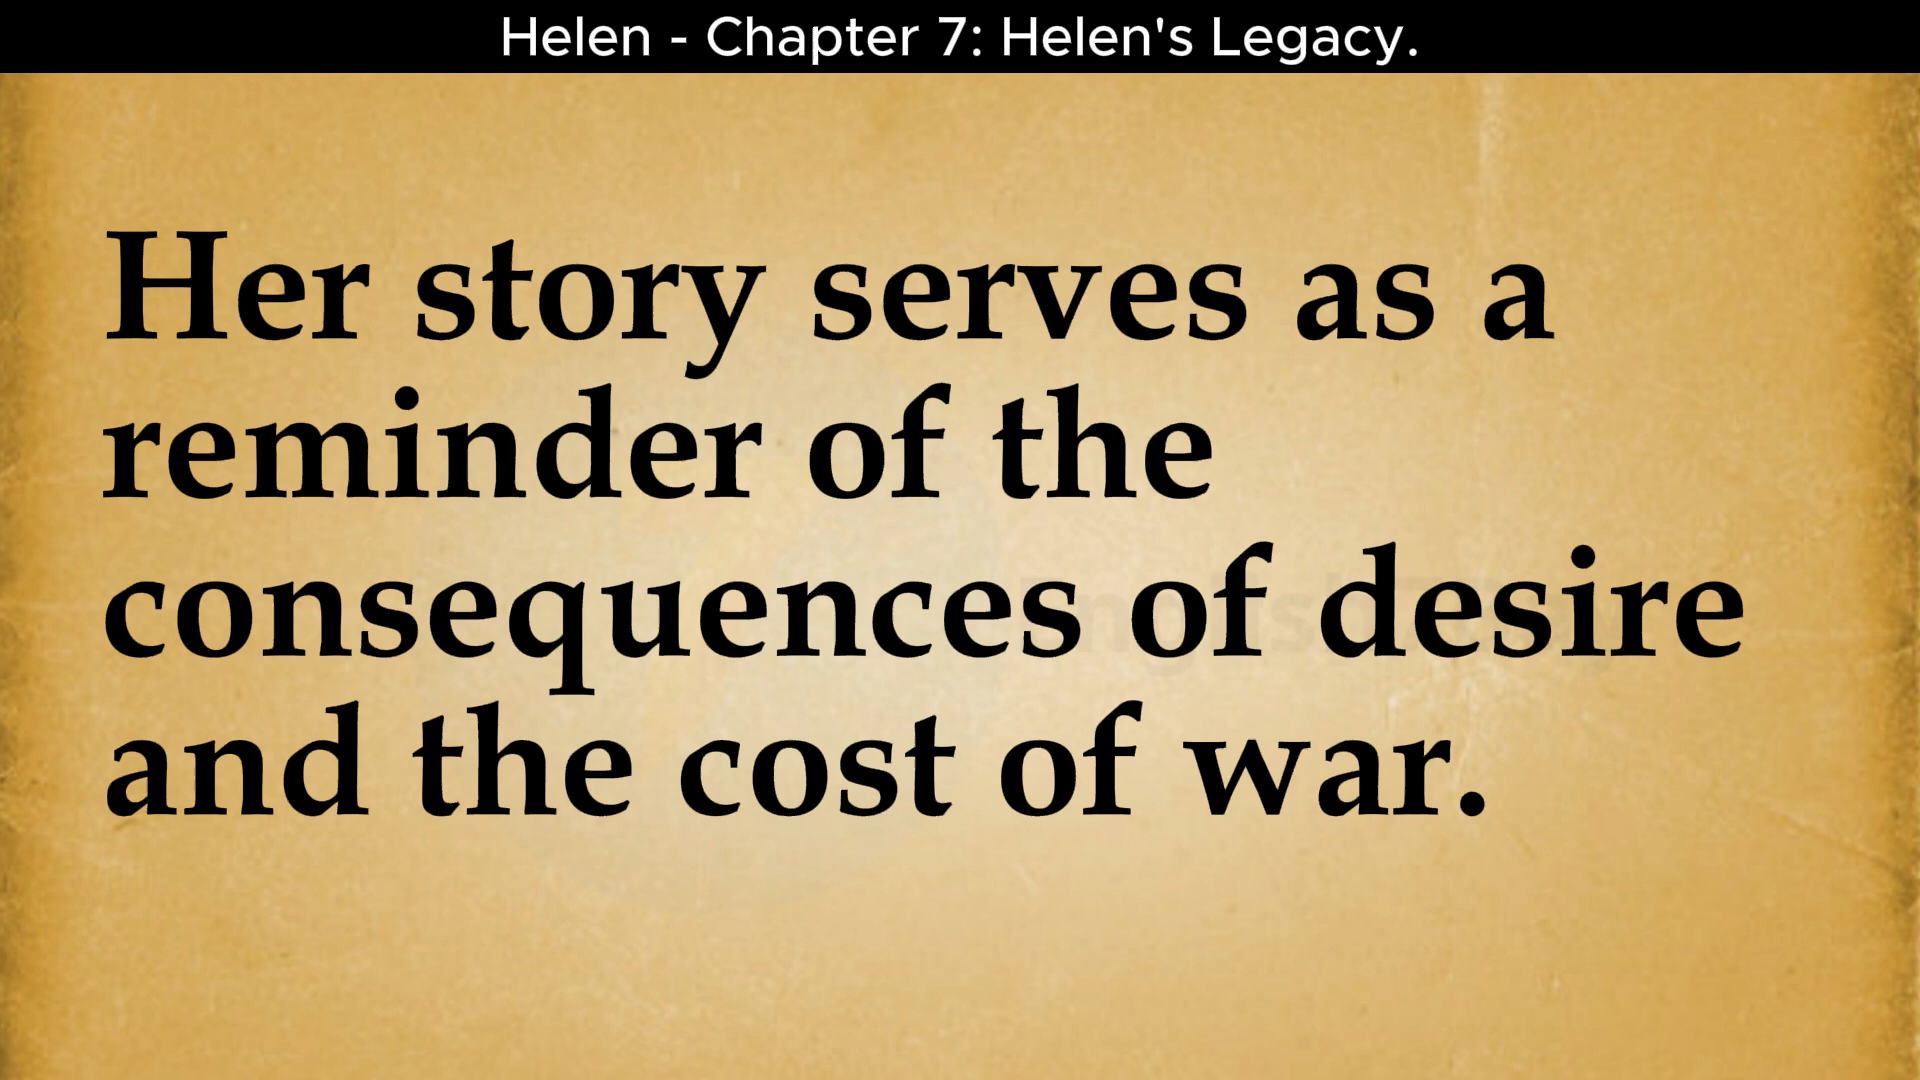 Helen - Chapter 7: Helen's Legacy.
Her story serves as a
reminder of the
consequences of desire
and the cost of war.